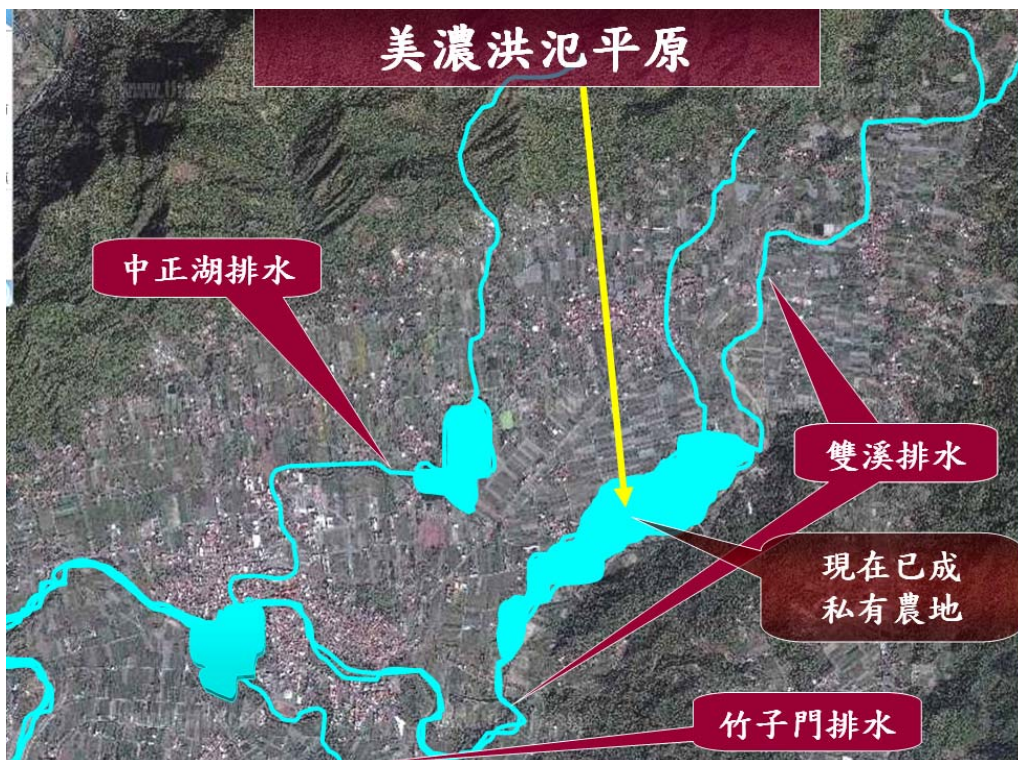 美濃洪氾平原
中正湖排水
雙溪排水
現在已成
私有農地
竹子門排水